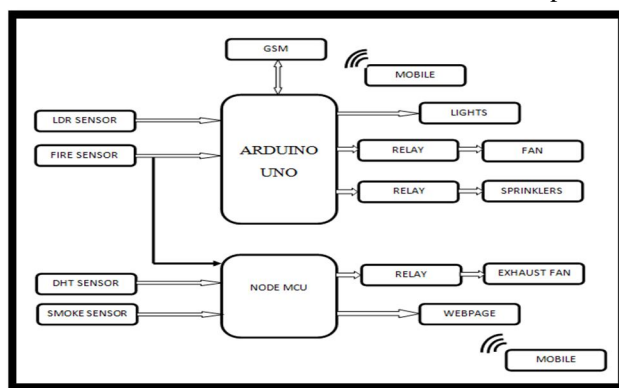 GSM
MOBILE
LDR SENSOR
LIGHTS
FIRE SENSOR
ARDUINO
UNO
RELAY
FAN
RELAY
SPRINKLERS
DHT SENSOR
NODE MCU
RELAY
EXHAUST FAN
SMOKE SENSOR
WEBPAGE
MOBILE